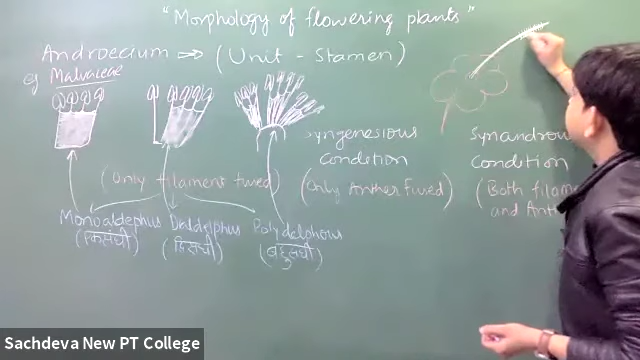 "Morphology of flowering plants"
Androecium ⇒ (Unit - Stamen)
eg Malvaceae
Syngenesious
Condition
(Only Anther Fused)
Synandrous
Condition
(Both filam
and Anth
(Only filament fused)
Monoaldephus Diadelphus Polydelphous
(एकसंघी) (द्विसंघी) (बहुसंघी)
Sachdeva New PT College